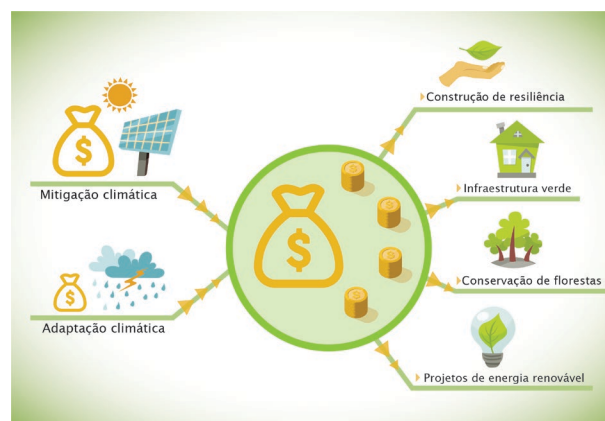 Mitigação climática
Adaptação climática
Construção de resiliência
Infraestrutura verde
Conservação de florestas
Projetos de energia renovável